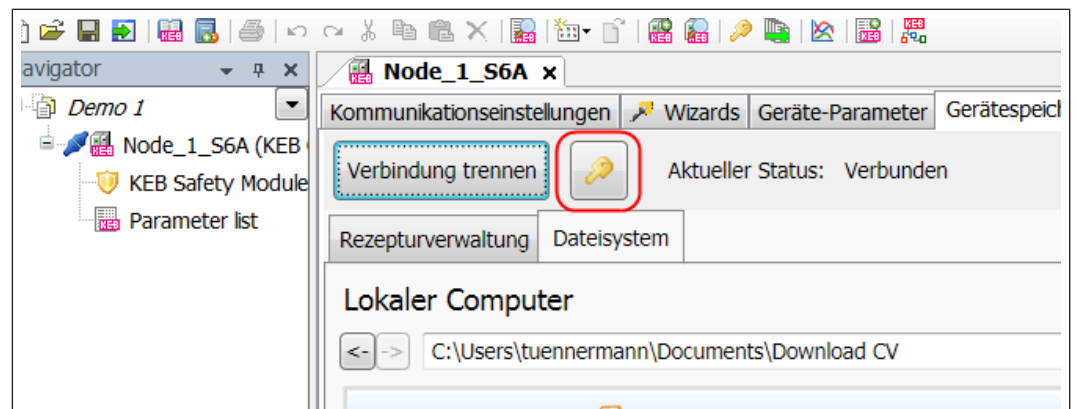 avigator
Node_1_S6A x
Demo 1
Kommunikationseinstellungen Wizards Geräte-Parameter Gerätespeich
Node_1_S6A (KEB
Verbindung trennen Aktueller Status: Verbunden
KEB Safety Module
Parameter list
Rezepturverwaltung Dateisystem
Lokaler Computer
<- -> C:\Users\tuennermann\Documents\Download CV